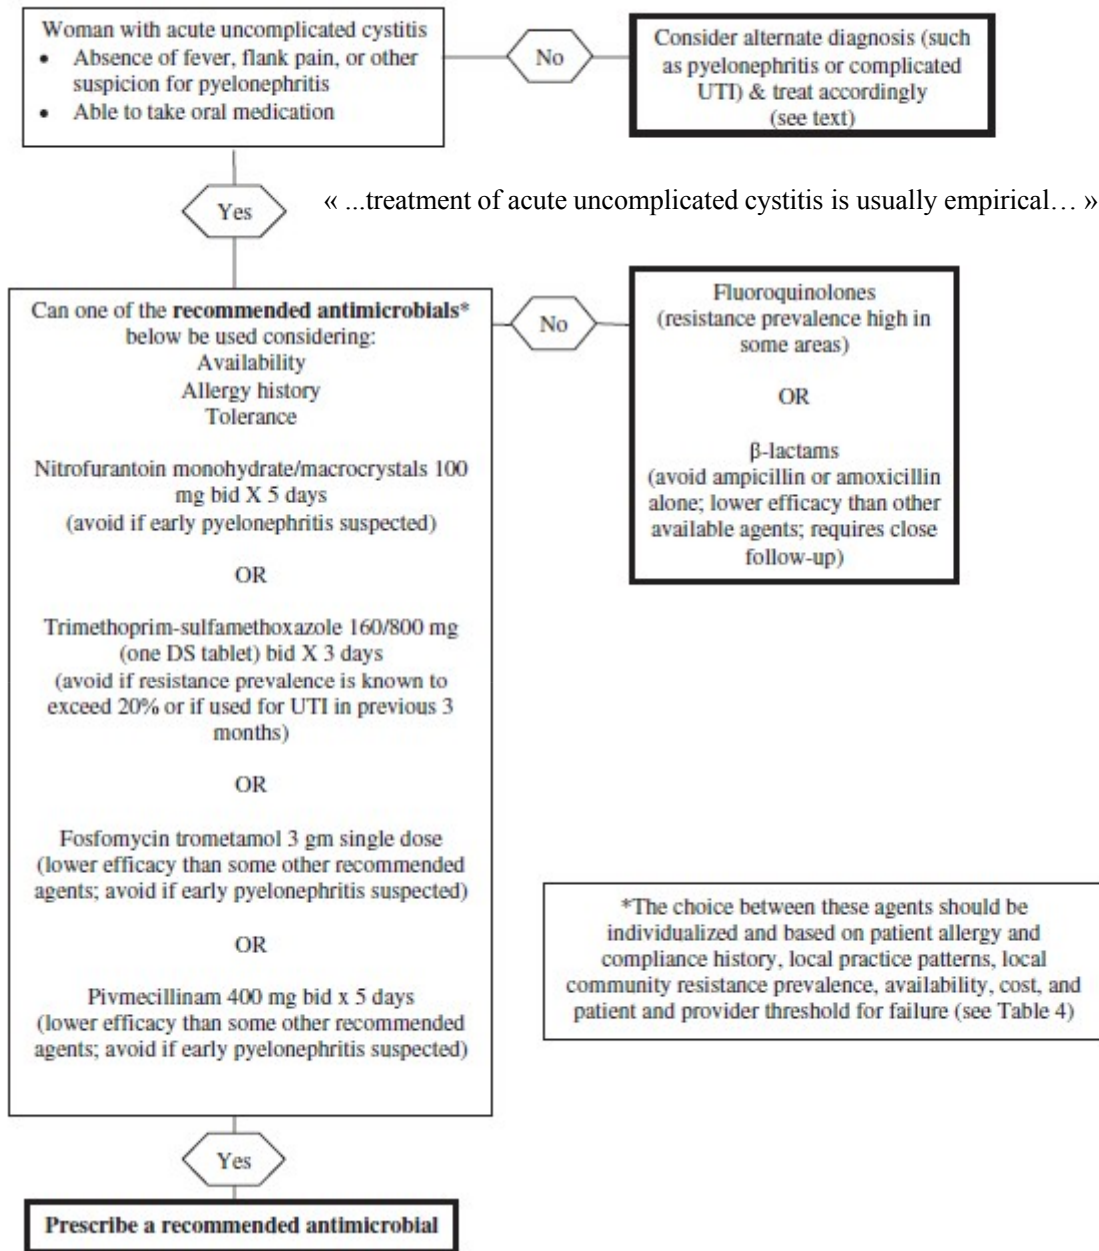 Woman with acute uncomplicated cystitis
• Absence of fever, flank pain, or other
suspicion for pyelonephritis
• Able to take oral medication
No
Consider alternate diagnosis (such
as pyelonephritis or complicated
UTI) & treat accordingly
(see text)
Yes
« ...treatment of acute uncomplicated cystitis is usually empirical… »
Can one of the recommended antimicrobials*
below be used considering:
Availability
Allergy history
Tolerance
Nitrofurantoin monohydrate/macrocrystals 100
mg bid X 5 days
(avoid if early pyelonephritis suspected)
OR
Trimethoprim-sulfamethoxazole 160/800 mg
(one DS tablet) bid X 3 days
(avoid if resistance prevalence is known to
exceed 20% or if used for UTI in previous 3
months)
OR
Fosfomycin trometamol 3 gm single dose
(lower efficacy than some other recommended
agents; avoid if early pyelonephritis suspected)
OR
Pivmecillinam 400 mg bid x 5 days
(lower efficacy than some other recommended
agents; avoid if early pyelonephritis suspected)
No
Fluoroquinolones
(resistance prevalence high in
some areas)
OR
β-lactams
(avoid ampicillin or amoxicillin
alone; lower efficacy than other
available agents; requires close
follow-up)
*The choice between these agents should be
individualized and based on patient allergy and
compliance history, local practice patterns, local
community resistance prevalence, availability, cost, and
patient and provider threshold for failure (see Table 4)
Yes
Prescribe a recommended antimicrobial